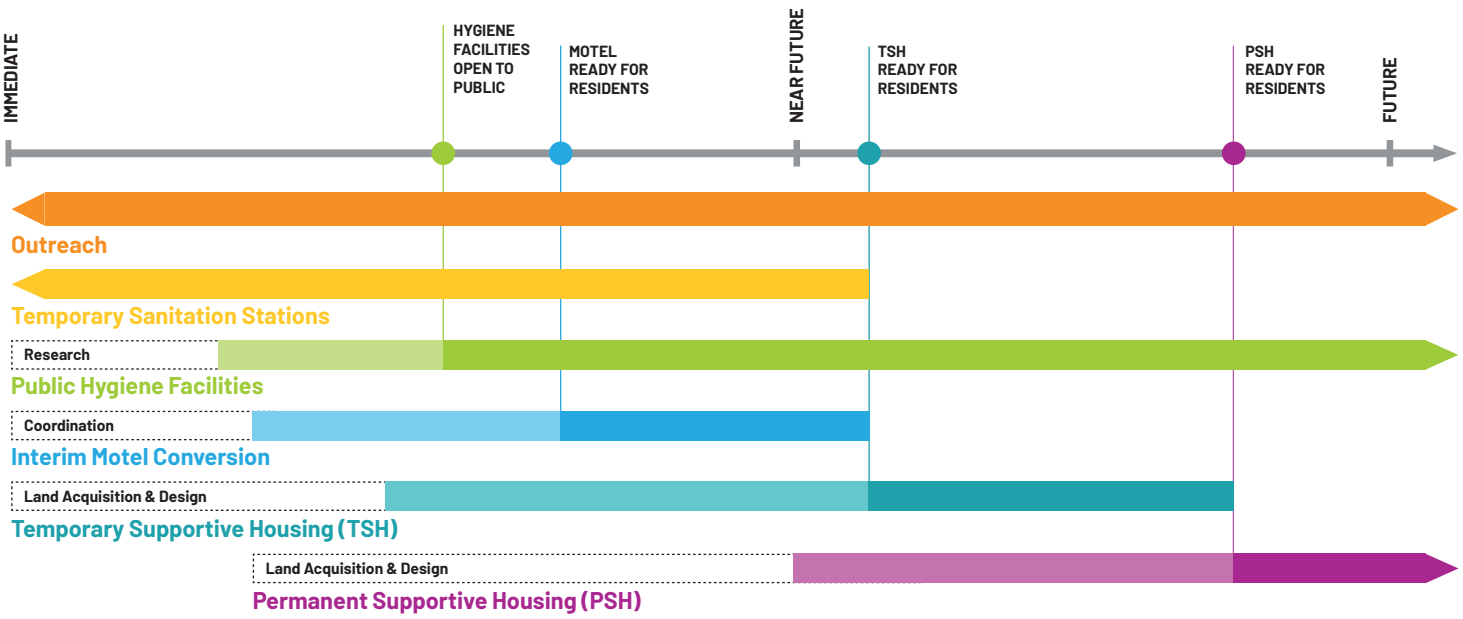 IMMEDIATE
HYGIENE
FACILITIES
OPEN TO
PUBLIC
MOTEL
READY FOR
RESIDENTS
NEAR FUTURE
TSH
READY FOR
RESIDENTS
PSH
READY FOR
RESIDENTS
FUTURE
Outreach
Temporary Sanitation Stations
Research
Public Hygiene Facilities
Coordination
Interim Motel Conversion
Land Acquisition & Design
Temporary Supportive Housing (TSH)
Land Acquisition & Design
Permanent Supportive Housing (PSH)